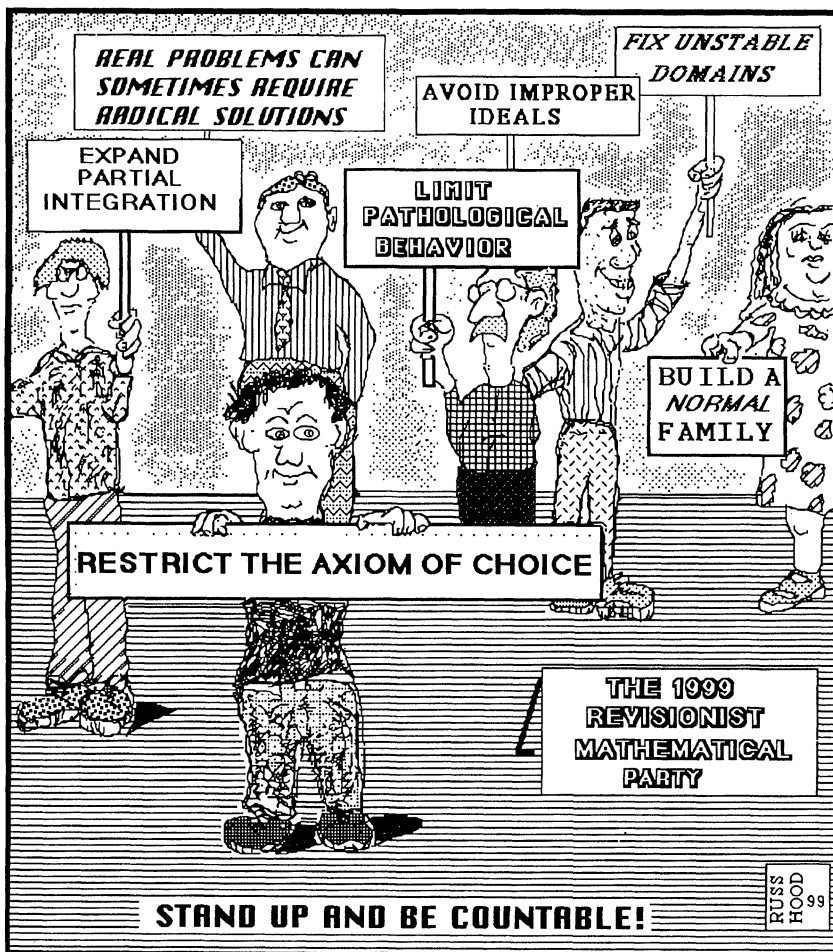 REAL PROBLEMS CAN
SOMETIMES REQUIRE
RADICAL SOLUTIONS
FIX UNSTABLE
DOMAINS
AVOID IMPROPER
IDEALS
EXPAND
PARTIAL
INTEGRATION
LIMIT
PATHOLOGICAL
BEHAVIOR
BUILD A
NORMAL
FAMILY
RESTRICT THE AXIOM OF CHOICE
THE 1999
REVISIONIST
MATHEMATICAL
PARTY
STAND UP AND BE COUNTABLE!
RUSS
HOOD 99